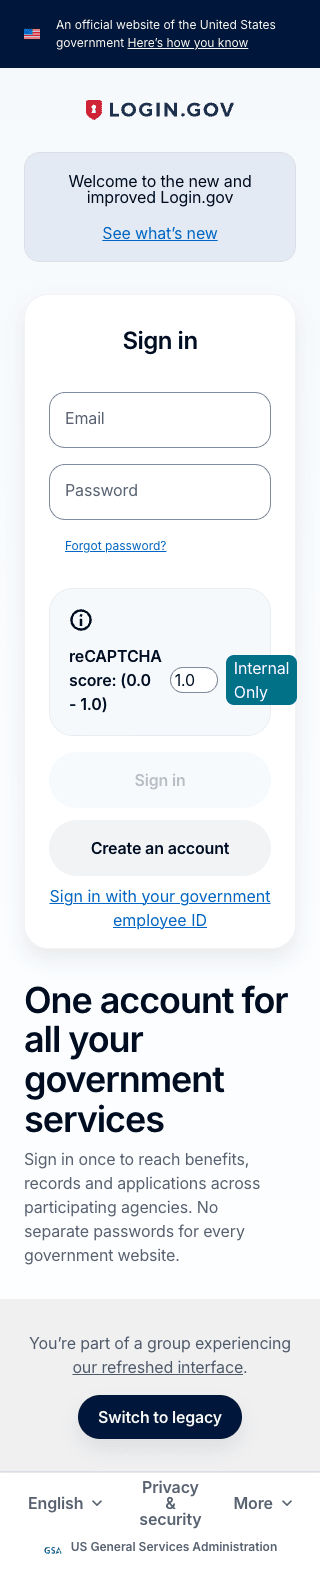 An official website of the United States
government Here’s how you know
LOGIN.GOV
Welcome to the new and
improved Login.gov
See what’s new
Sign in
Email
Password
Forgot password?
reCAPTCHA
score: (0.0
- 1.0)
1.0
Internal
Only
Sign in
Create an account
Sign in with your government
employee ID
One account for
all your
government
services
Sign in once to reach benefits,
records and applications across
participating agencies. No
separate passwords for every
government website.
You’re part of a group experiencing
our refreshed interface.
Switch to legacy
English
Privacy
&
security
More
GSA
US General Services Administration